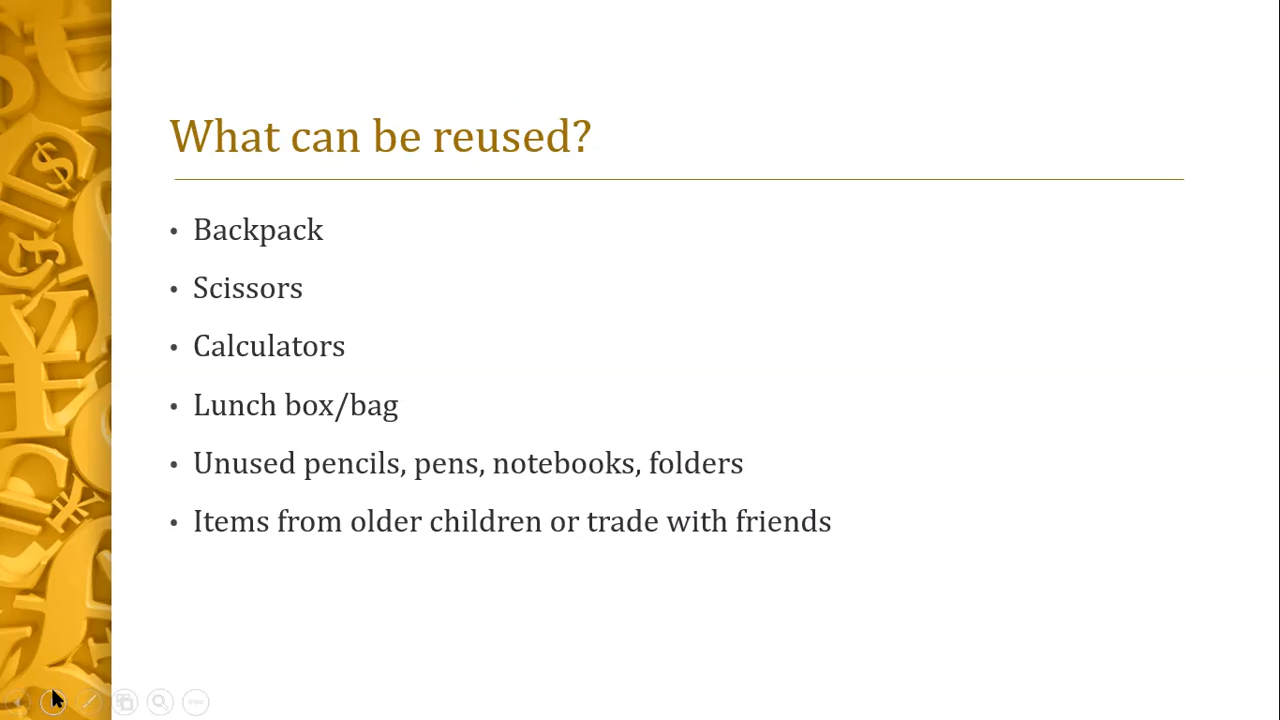 What can be reused?
• Backpack
• Scissors
• Calculators
• Lunch box/bag
• Unused pencils, pens, notebooks, folders
• Items from older children or trade with friends